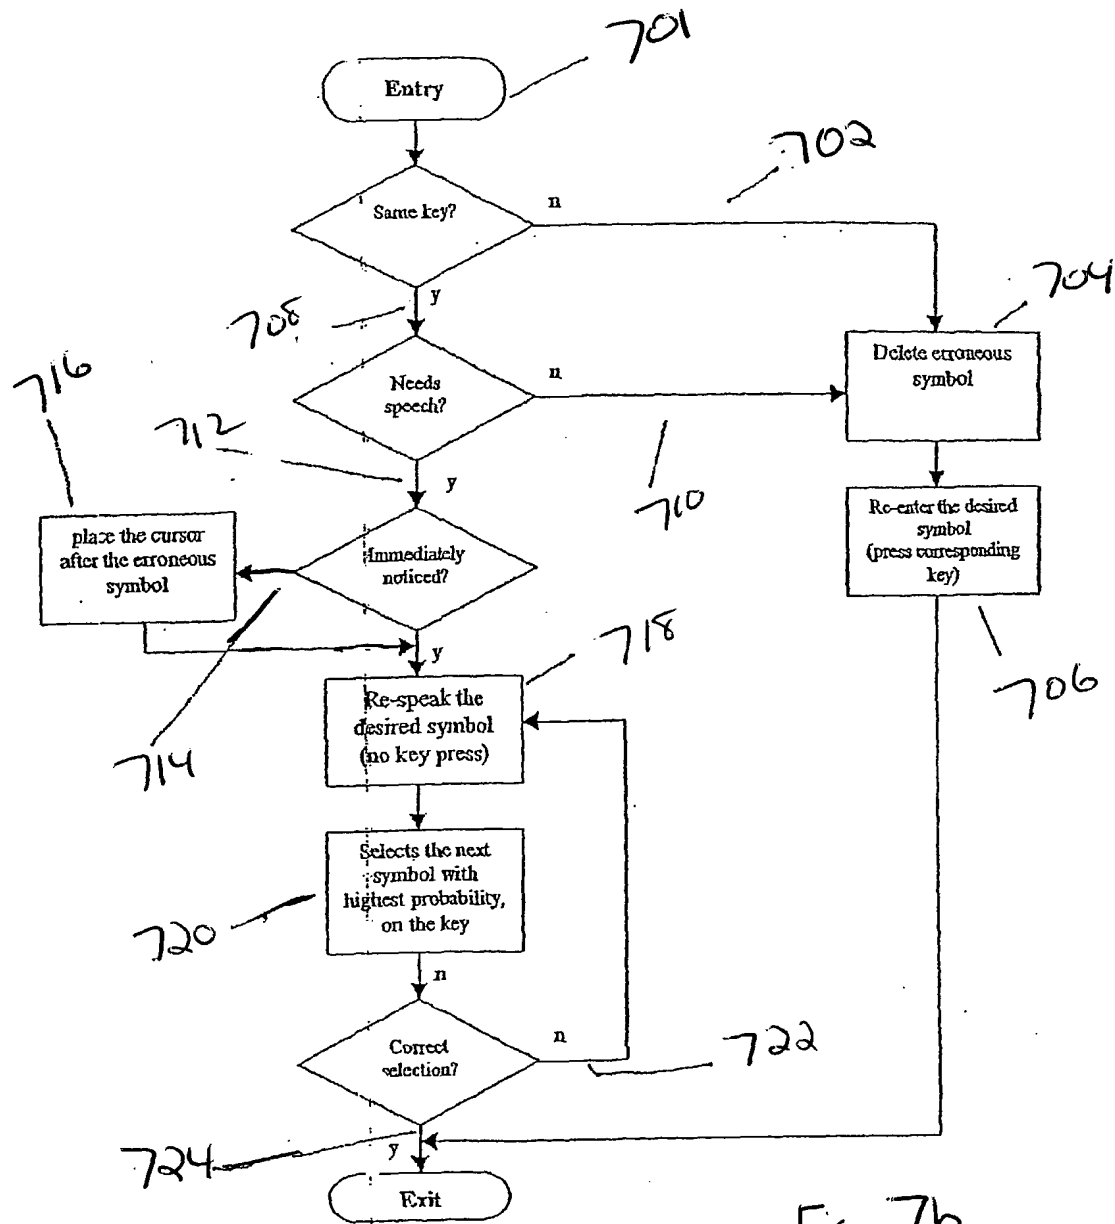 701
Entry
702
Same key?
n
704
y
708
716
Needs
speech?
n
Delete erroneous
symbol
712
y
710
place the cursor
after the erroneous
symbol
Immediately
noticed?
Re-enter the desired
symbol
(press corresponding
key)
y
718
706
Re-speak the
desired symbol
(no key press)
714
Selects the next
symbol with
highest probability,
on the key
720
n
Correct
selection?
n
722
724
y
Exit
Fig 7b